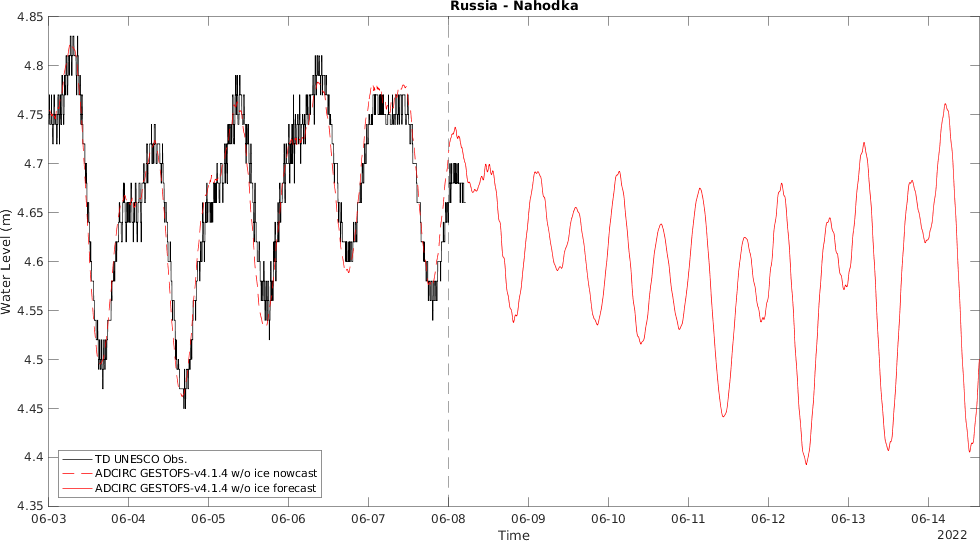 Russia - Nahodka
4.85
4.8
4.75
4.7
4.65
4.6
4.55
4.5
4.45
4.4
4.35
Water Level (m)
TD UNESCO Obs.
ADCIRC GESTOFS-v4.1.4 w/o ice nowcast
ADCIRC GESTOFS-v4.1.4 w/o ice forecast
06-03 06-04 06-05 06-06 06-07 06-08 06-09 06-10 06-11 06-12 06-13 06-14
Time
2022